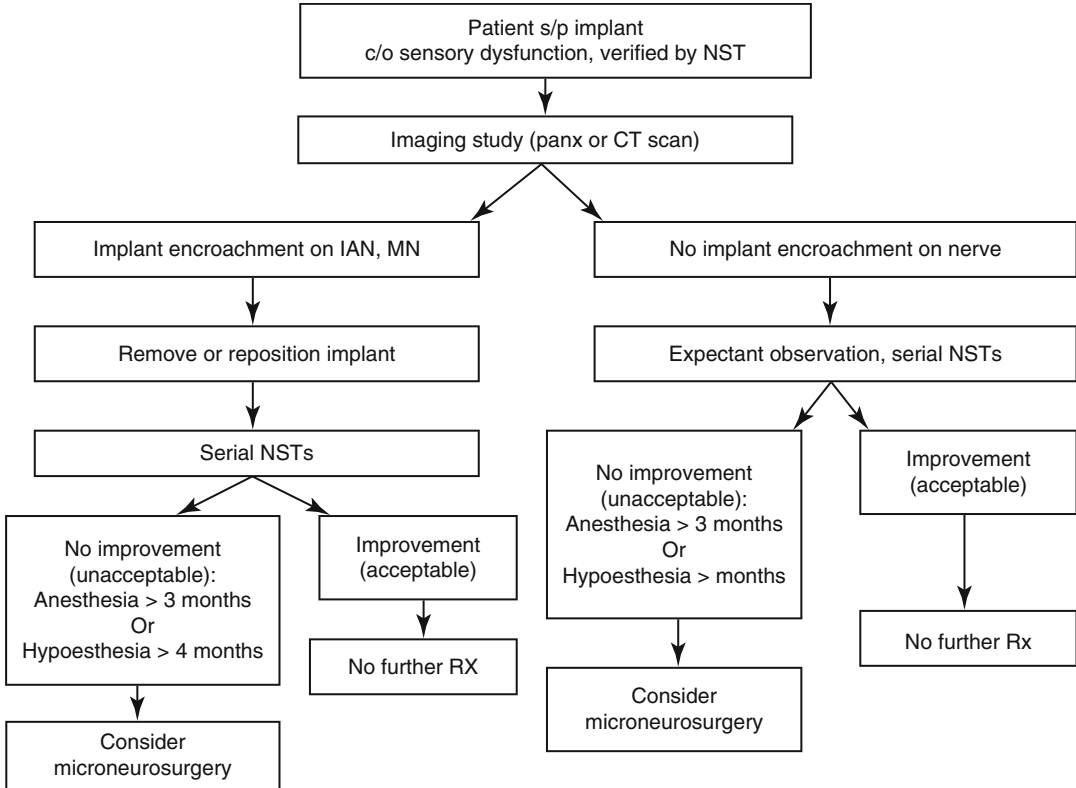 Patient s/p implant
c/o sensory dysfunction, verified by NST
Imaging study (panx or CT scan)
Implant encroachment on IAN, MN
No implant encroachment on nerve
Remove or reposition implant
Expectant observation, serial NSTs
Serial NSTs
No improvement
(unacceptable):
Anesthesia > 3 months
Or
Hypoesthesia > 4 months
Improvement
(acceptable)
No improvement
(unacceptable):
Anesthesia > 3 months
Or
Hypoesthesia > months
Improvement
(acceptable)
No further RX
No further Rx
Consider
microneurosurgery
Consider
microneurosurgery